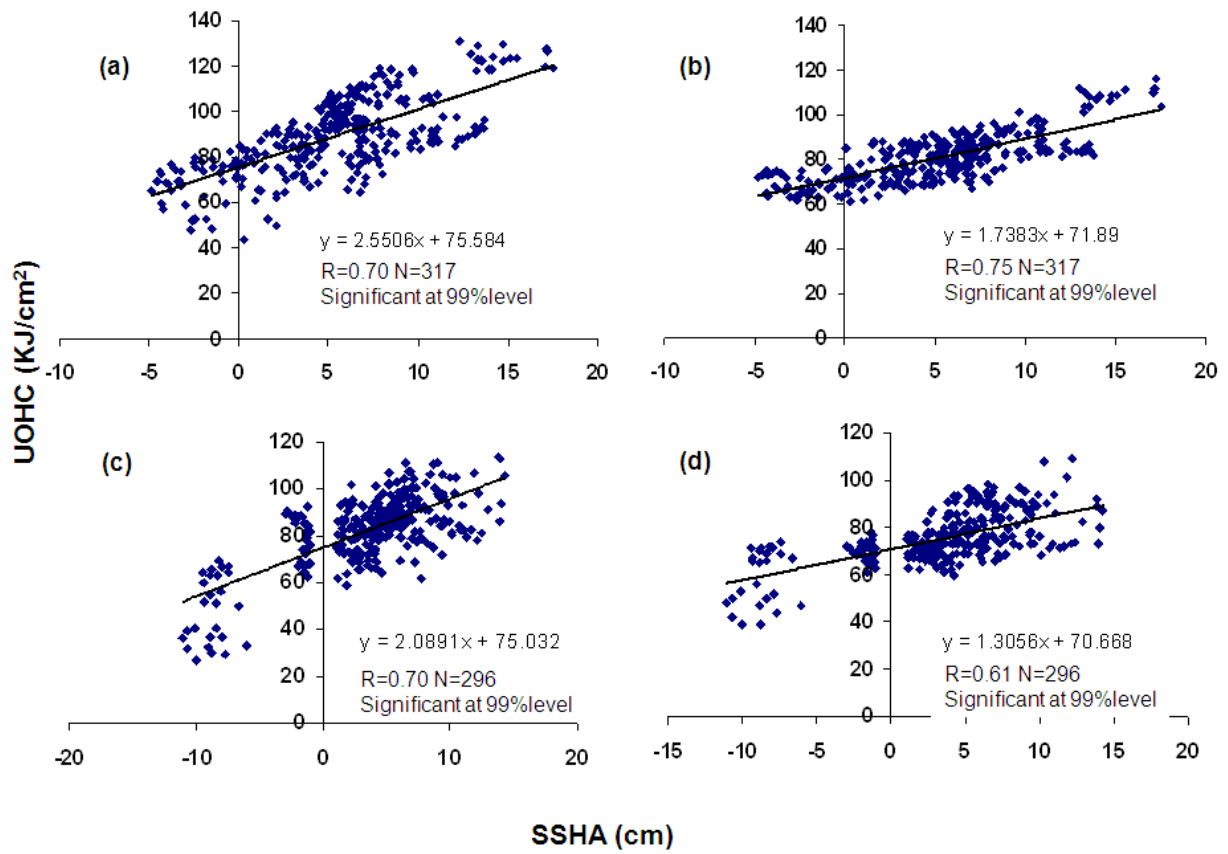 (a)
140
120
100
80
60
40
20
0
-10 -5 0 5 10 15 20
y = 2.5506x + 75.584
R=0.70 N=317
Significant at 99%level
(b)
140
120
100
80
60
40
20
0
-10 -5 0 5 10 15 20
y = 1.7383x + 71.89
R=0.75 N=317
Significant at 99%level
UOHC (KJ/cm²)
(c)
120
100
80
60
40
20
0
-20 -10 0 10 20
y = 2.0891x + 75.032
R=0.70 N=296
Significant at 99%level
(d)
120
100
80
60
40
20
0
-15 -10 -5 0 5 10 15 20
y = 1.3056x + 70.668
R=0.61 N=296
Significant at 99%level
SSHA (cm)